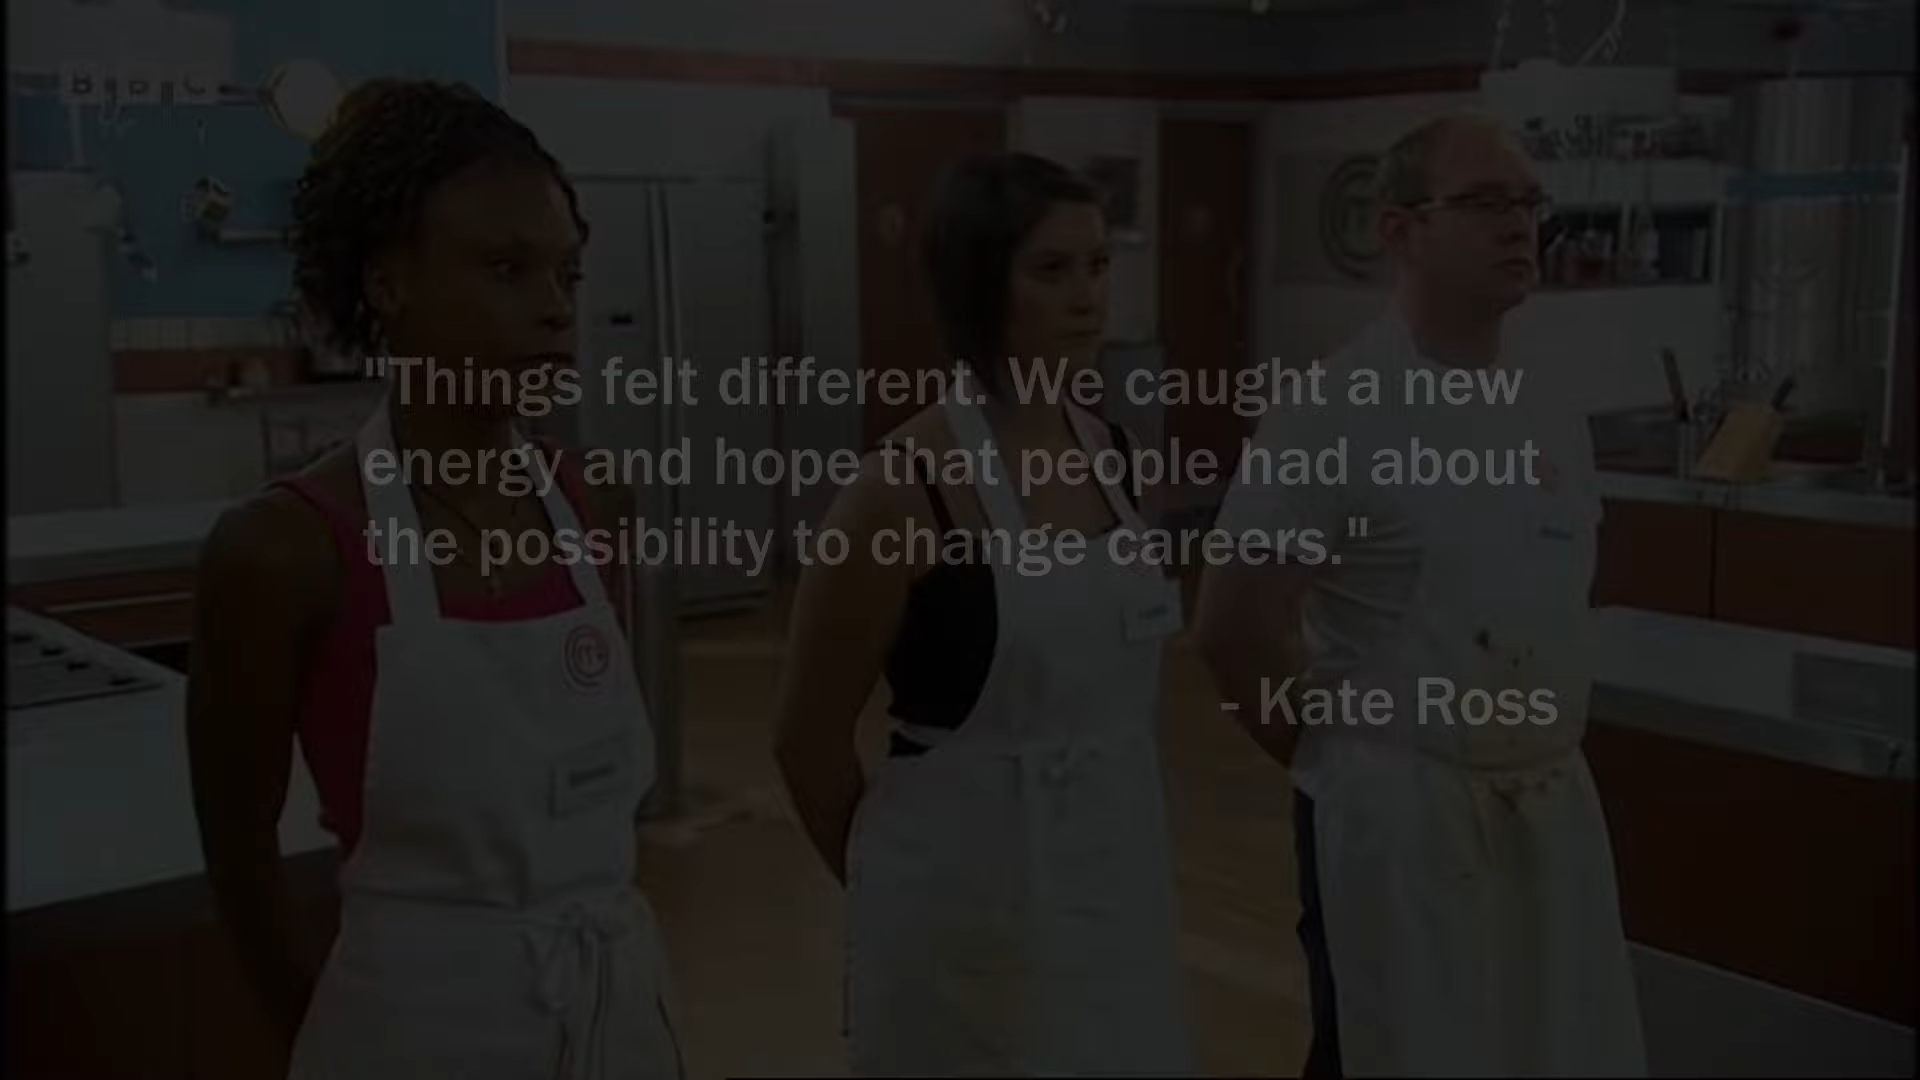 BBC
"Things felt different. We caught a new
energy and hope that people had about
the possibility to change careers."
- Kate Ross